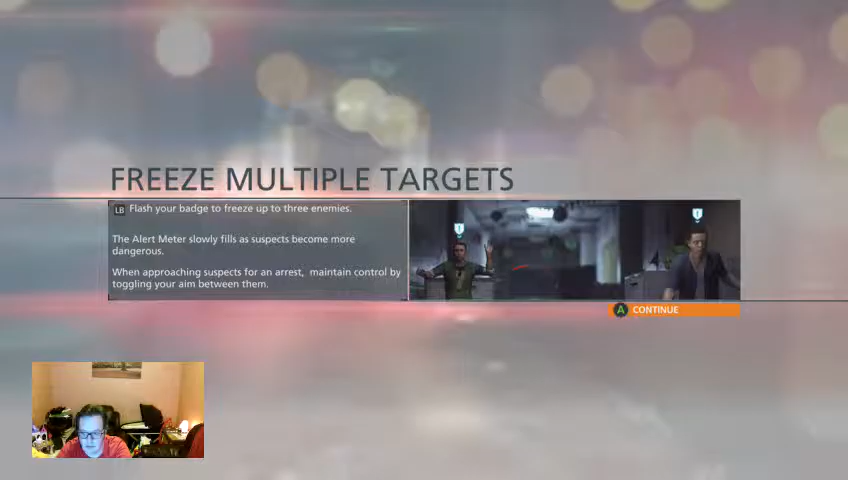 FREEZE MULTIPLE TARGETS
LB Flash your badge to freeze up to three enemies.
The Alert Meter slowly fills as suspects become more
dangerous.
When approaching suspects for an arrest, maintain control by
toggling your aim between them.
A CONTINUE